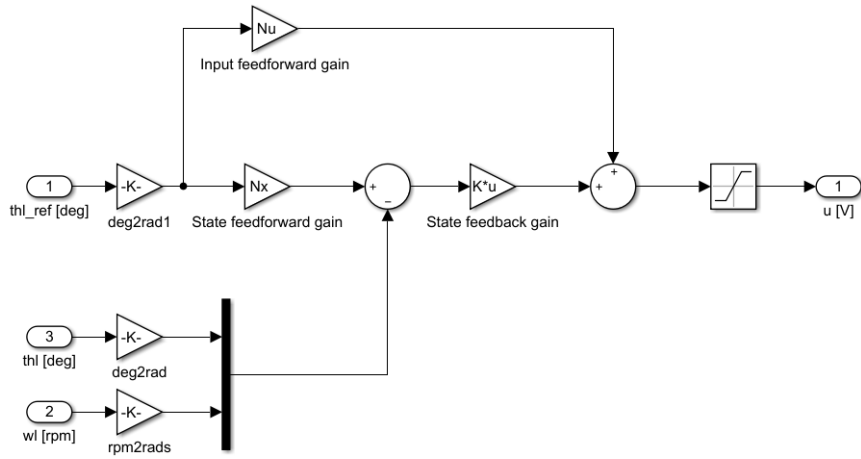 Nu
Input feedforward gain
1
thl_ref [deg]
-K-
deg2rad1
Nx
State feedforward gain
+
−
K*u
State feedback gain
+
+
1
u [V]
3
thl [deg]
-K-
deg2rad
2
wl [rpm]
-K-
rpm2rads